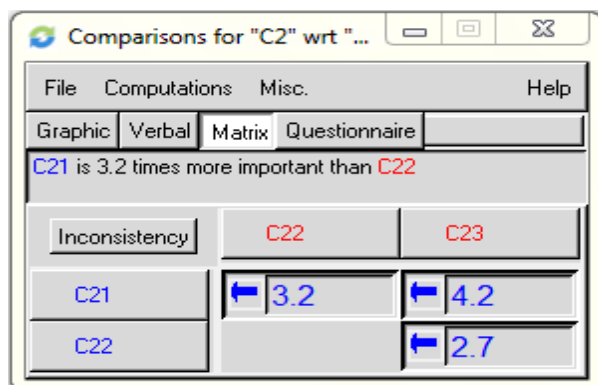 Comparisons for "C2" wrt "...
File Computations Misc. Help
Graphic Verbal Matrix Questionnaire
C21 is 3.2 times more important than C22
Inconsistency C22 C23
C21 3.2 4.2
C22 2.7